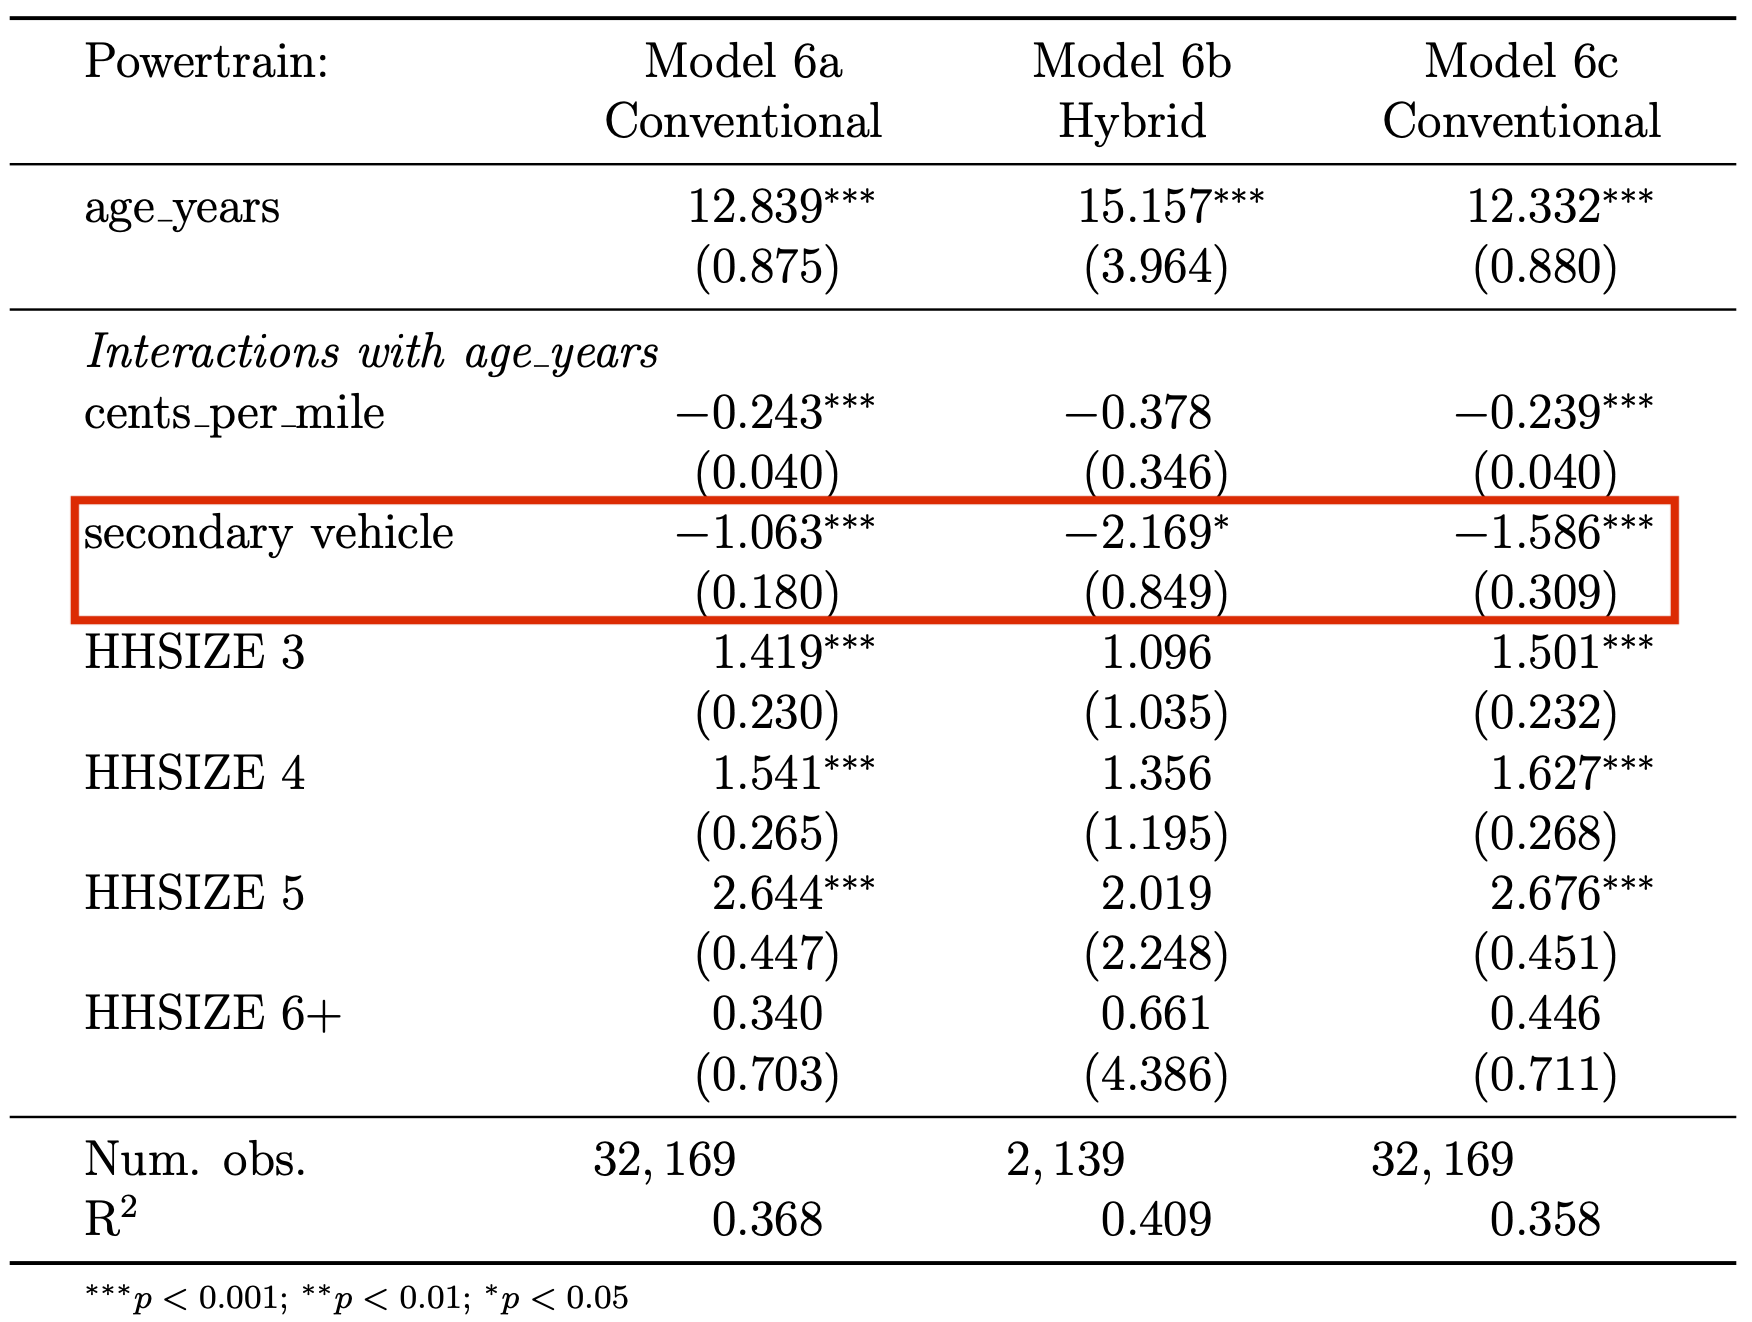 Powertrain: Model 6a Model 6b Model 6c
Conventional Hybrid Conventional
age_years 12.839*** 15.157*** 12.332***
(0.875) (3.964) (0.880)
Interactions with age_years
cents_per_mile −0.243*** −0.378 −0.239***
(0.040) (0.346) (0.040)
secondary vehicle −1.063*** −2.169* −1.586***
(0.180) (0.849) (0.309)
HHSIZE 3 1.419*** 1.096 1.501***
(0.230) (1.035) (0.232)
HHSIZE 4 1.541*** 1.356 1.627***
(0.265) (1.195) (0.268)
HHSIZE 5 2.644*** 2.019 2.676***
(0.447) (2.248) (0.451)
HHSIZE 6+ 0.340 0.661 0.446
(0.703) (4.386) (0.711)
Num. obs. 32,169 2,139 32,169
R² 0.368 0.409 0.358
***p < 0.001; **p < 0.01; *p < 0.05